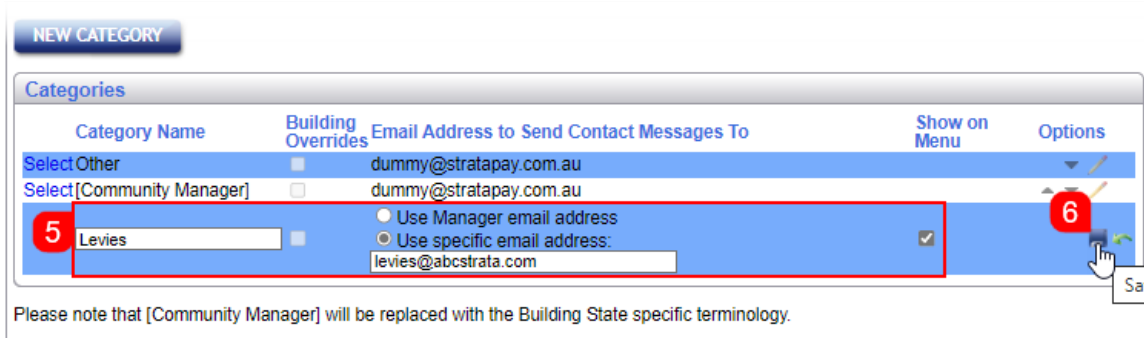 NEW CATEGORY
Categories
Category Name Building Overrides Email Address to Send Contact Messages To Show on Menu Options
Select Other dummy@stratapay.com.au
Select [Community Manager] dummy@stratapay.com.au
5 Levies Use Manager email address 6
Use specific email address:
levies@abcstrata.com
Sa
Please note that [Community Manager] will be replaced with the Building State specific terminology.